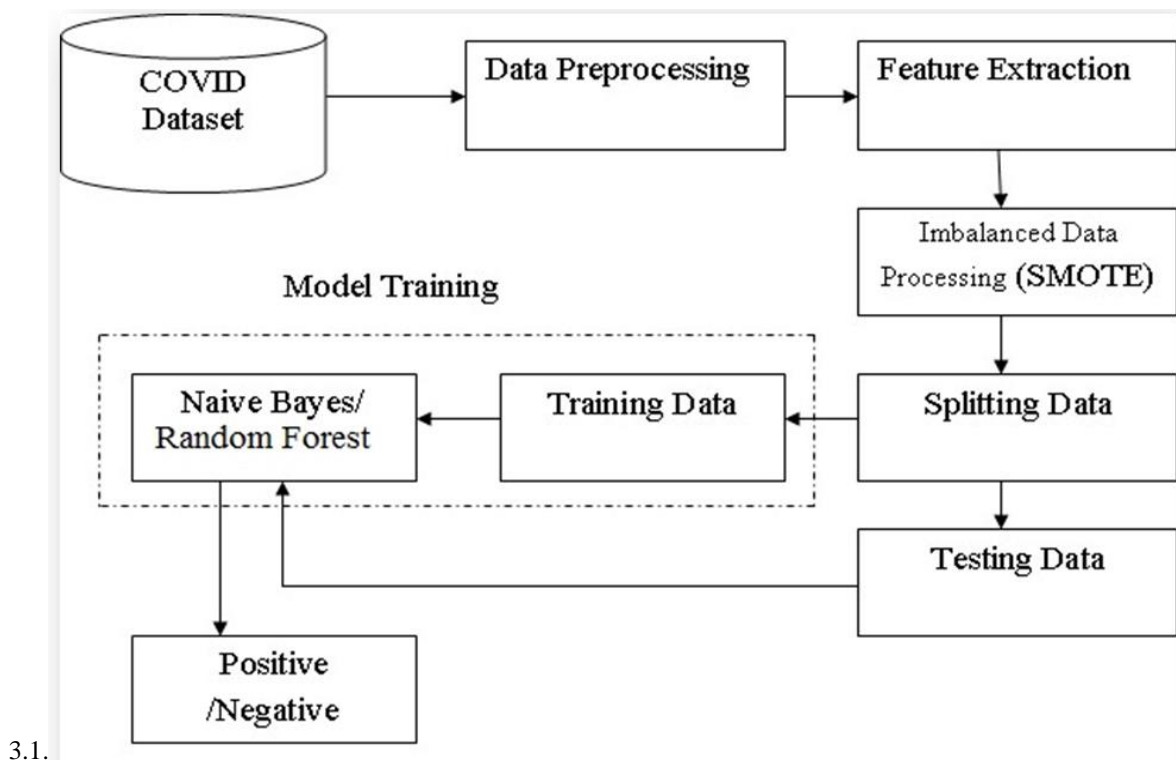 COVID
Dataset
Data Preprocessing
Feature Extraction
Imbalanced Data
Processing (SMOTE)
Model Training
Naive Bayes/
Random Forest
Training Data
Splitting Data
Testing Data
Positive
/Negative
3.1.